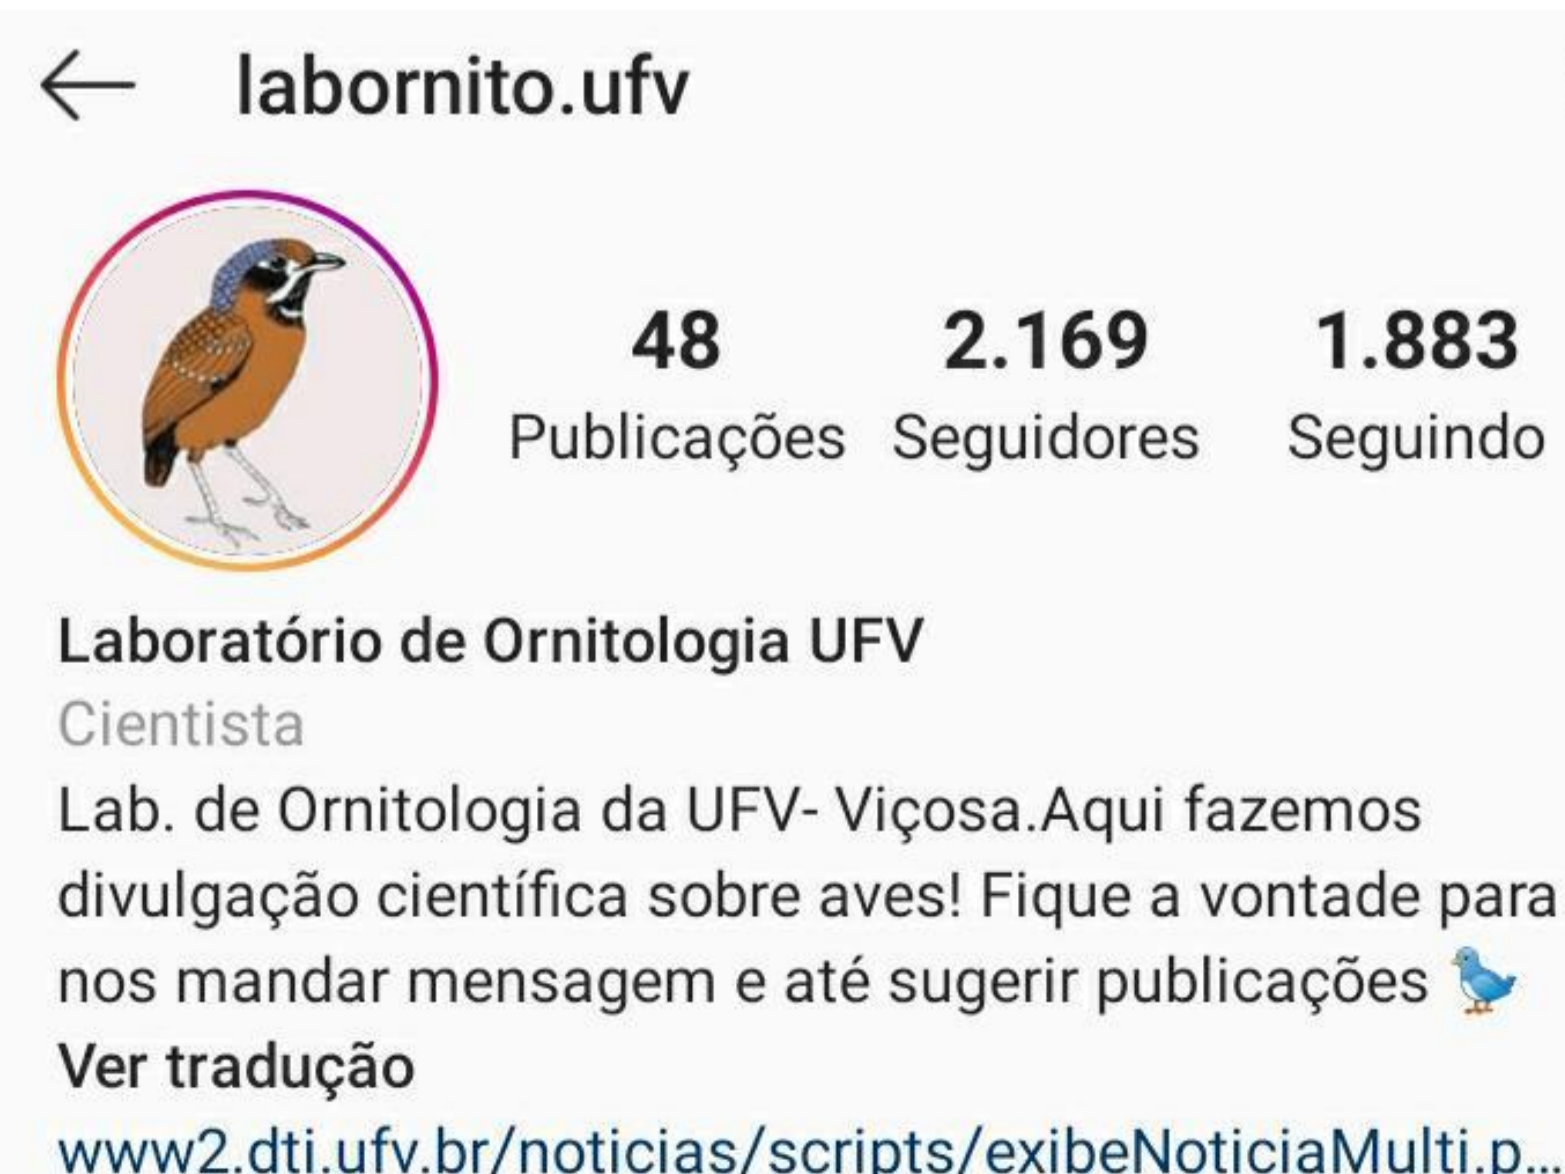 labornito.ufv
48 2.169 1.883
Publicações Seguidores Seguindo
Laboratório de Ornitologia UFV
Cientista
Lab. de Ornitologia da UFV- Viçosa.Aqui fazemos
divulgação científica sobre aves! Fique a vontade para
nos mandar mensagem e até sugerir publicações 🐦
Ver tradução
www2.dti.ufv.br/noticias/scripts/exibeNoticiaMulti.p...